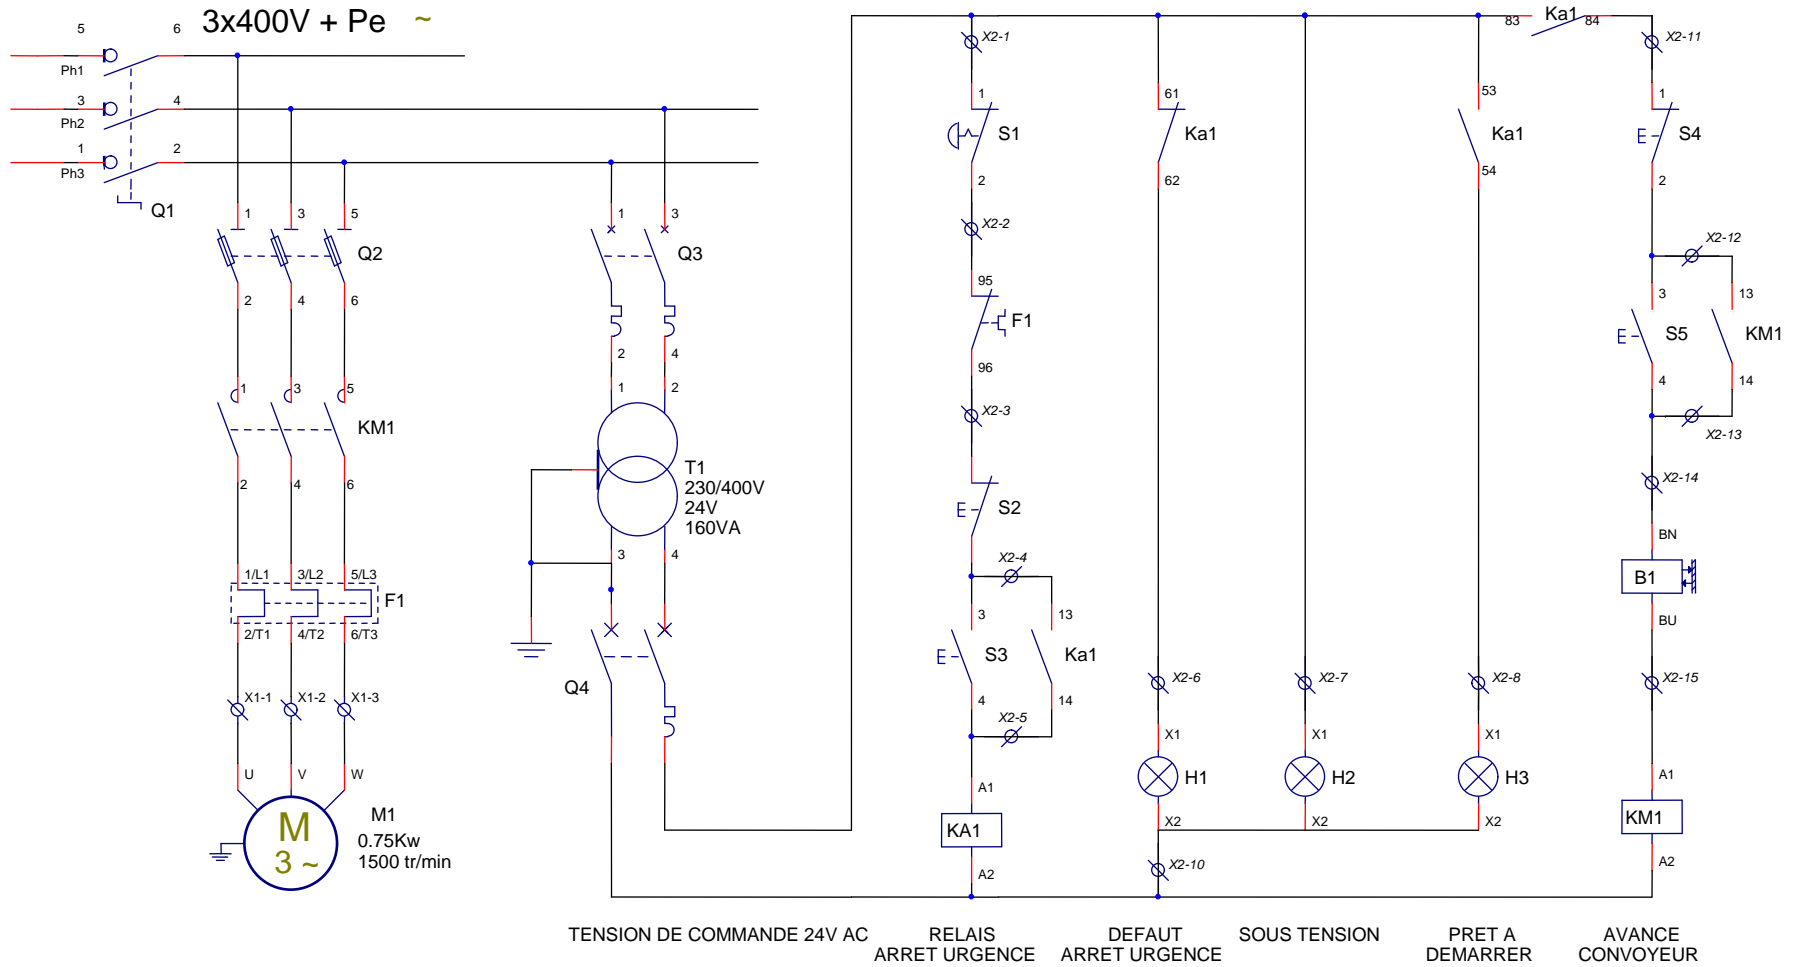 3x400V + Pe ~
5 6
Ph1
3 4
Ph2
1 2
Ph3
Q1
1 3 5
Q2
2 4 6
1 3 5
KM1
2 4 6
1/L1 3/L2 5/L3
F1
2/T1 4/T2 6/T3
X1-1 X1-2 X1-3
U V W
M
3 ~
M1
0.75Kw
1500 tr/min
1 3
Q3
2 4
1 2
T1
230/400V
24V
160VA
3 4
Q4
TENSION DE COMMANDE 24V AC
X2-1
1
S1
2
X2-2
95
F1
96
X2-3
S2
X2-4
3 13
S3 Ka1
4 14
X2-5
A1
KA1
A2
RELAIS
ARRET URGENCE
61
Ka1
62
X2-6
X1
H1
X2
X2-10
DEFAUT
ARRET URGENCE
X2-7
X1
H2
X2
SOUS TENSION
53
Ka1
54
X2-8
X1
H3
X2
PRET A
DEMARRER
83 Ka1 84
X2-11
1
S4
2
X2-12
3 13
S5 KM1
4 14
X2-13
X2-14
BN
B1
BU
X2-15
A1
KM1
A2
AVANCE
CONVOYEUR